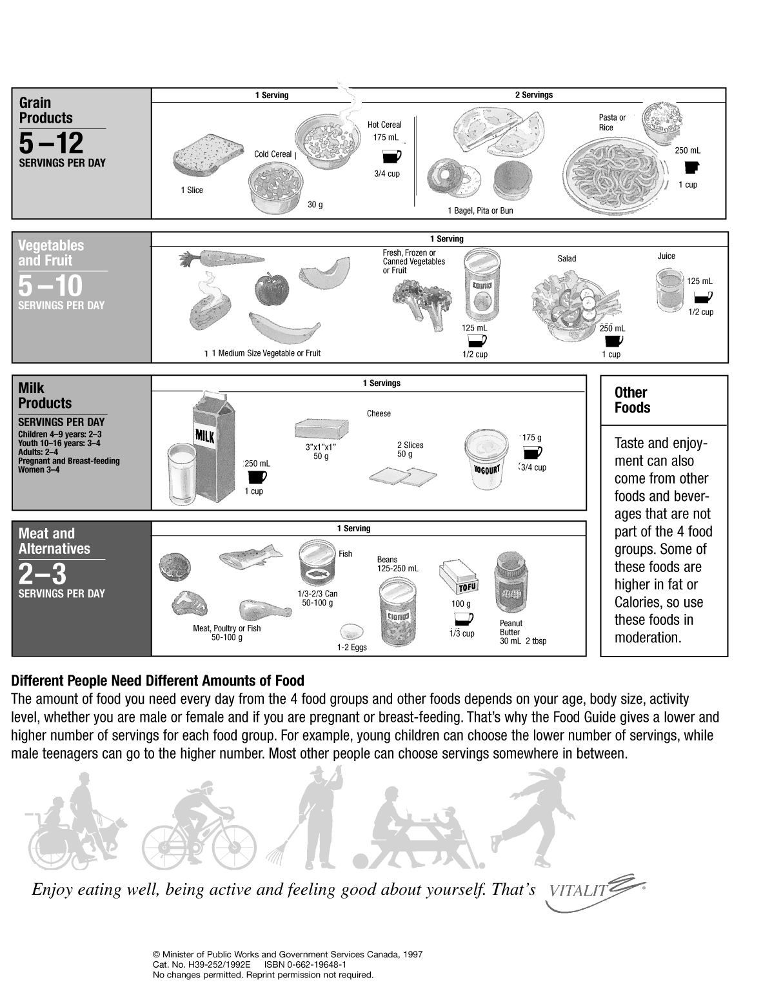 Grain
Products
5–12
SERVINGS PER DAY
1 Serving
2 Servings
1 Slice
Cold Cereal
30 g
Hot Cereal
175 mL
3/4 cup
1 Bagel, Pita or Bun
Pasta or
Rice
250 mL
1 cup
Vegetables
and Fruit
5–10
SERVINGS PER DAY
1 Serving
1 1 Medium Size Vegetable or Fruit
Fresh, Frozen or
Canned Vegetables
or Fruit
125 mL
1/2 cup
Salad
250 mL
1 cup
Juice
125 mL
1/2 cup
Milk
Products
SERVINGS PER DAY
Children 4–9 years: 2–3
Youth 10–16 years: 3–4
Adults: 2–4
Pregnant and Breast-feeding
Women 3–4
1 Servings
MILK
250 mL
1 cup
Cheese
3”x1”x1”
50 g
2 Slices
50 g
YOGOURT
175 g
3/4 cup
Other
Foods
Taste and enjoy-
ment can also
come from other
foods and bever-
ages that are not
part of the 4 food
groups. Some of
these foods are
higher in fat or
Calories, so use
these foods in
moderation.
Meat and
Alternatives
2–3
SERVINGS PER DAY
1 Serving
Meat, Poultry or Fish
50-100 g
Fish
1/3-2/3 Can
50-100 g
1-2 Eggs
Beans
125-250 mL
TOFU
100 g
1/3 cup
Peanut
Butter
30 mL 2 tbsp
Different People Need Different Amounts of Food
The amount of food you need every day from the 4 food groups and other foods depends on your age, body size, activity
level, whether you are male or female and if you are pregnant or breast-feeding. That’s why the Food Guide gives a lower and
higher number of servings for each food group. For example, young children can choose the lower number of servings, while
male teenagers can go to the higher number. Most other people can choose servings somewhere in between.
Enjoy eating well, being active and feeling good about yourself. That’s VITALIT
© Minister of Public Works and Government Services Canada, 1997
Cat. No. H39-252/1992E ISBN 0-662-19648-1
No changes permitted. Reprint permission not required.